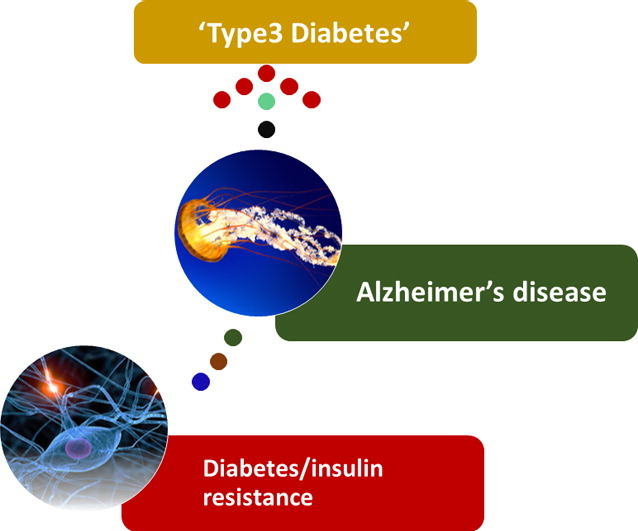 ‘Type3 Diabetes’
Alzheimer’s disease
Diabetes/insulin
resistance